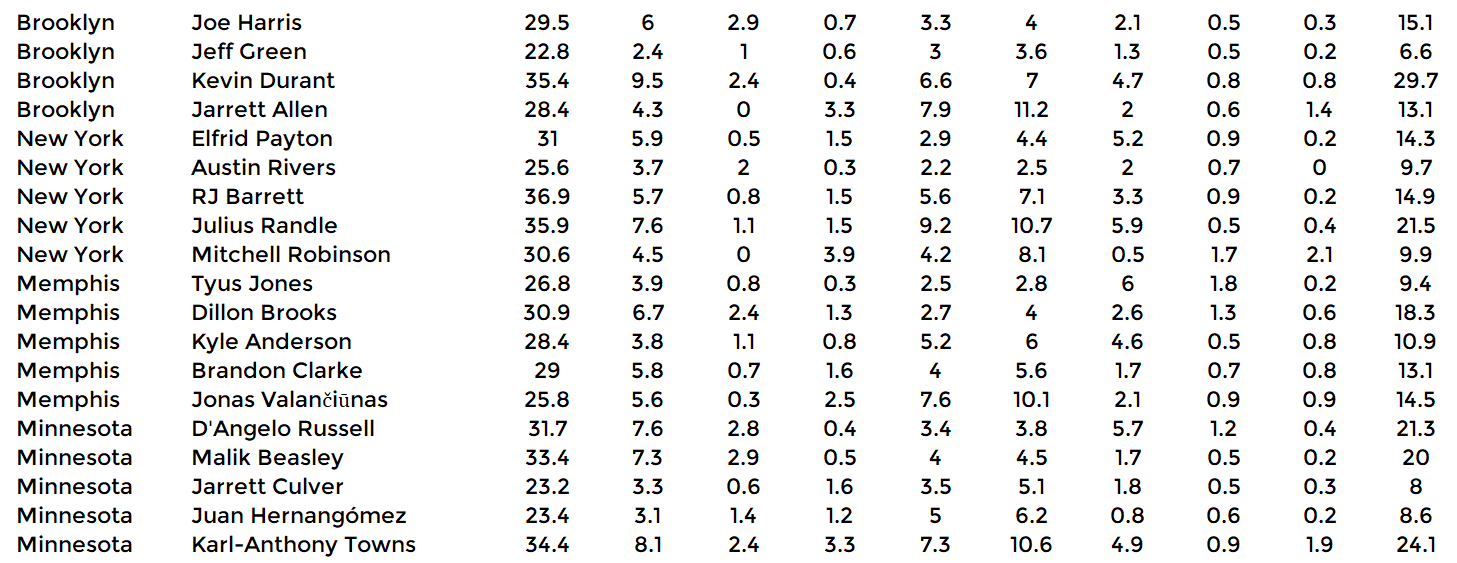 Brooklyn Joe Harris 29.5 6 2.9 0.7 3.3 4 2.1 0.5 0.3 15.1
Brooklyn Jeff Green 22.8 2.4 1 0.6 3 3.6 1.3 0.5 0.2 6.6
Brooklyn Kevin Durant 35.4 9.5 2.4 0.4 6.6 7 4.7 0.8 0.8 29.7
Brooklyn Jarrett Allen 28.4 4.3 0 3.3 7.9 11.2 2 0.6 1.4 13.1
New York Elfrid Payton 31 5.9 0.5 1.5 2.9 4.4 5.2 0.9 0.2 14.3
New York Austin Rivers 25.6 3.7 2 0.3 2.2 2.5 2 0.7 0 9.7
New York RJ Barrett 36.9 5.7 0.8 1.5 5.6 7.1 3.3 0.9 0.2 14.9
New York Julius Randle 35.9 7.6 1.1 1.5 9.2 10.7 5.9 0.5 0.4 21.5
New York Mitchell Robinson 30.6 4.5 0 3.9 4.2 8.1 0.5 1.7 2.1 9.9
Memphis Tyus Jones 26.8 3.9 0.8 0.3 2.5 2.8 6 1.8 0.2 9.4
Memphis Dillon Brooks 30.9 6.7 2.4 1.3 2.7 4 2.6 1.3 0.6 18.3
Memphis Kyle Anderson 28.4 3.8 1.1 0.8 5.2 6 4.6 0.5 0.8 10.9
Memphis Brandon Clarke 29 5.8 0.7 1.6 4 5.6 1.7 0.7 0.8 13.1
Memphis Jonas Valančiūnas 25.8 5.6 0.3 2.5 7.6 10.1 2.1 0.9 0.9 14.5
Minnesota D'Angelo Russell 31.7 7.6 2.8 0.4 3.4 3.8 5.7 1.2 0.4 21.3
Minnesota Malik Beasley 33.4 7.3 2.9 0.5 4 4.5 1.7 0.5 0.2 20
Minnesota Jarrett Culver 23.2 3.3 0.6 1.6 3.5 5.1 1.8 0.5 0.3 8
Minnesota Juan Hernangómez 23.4 3.1 1.4 1.2 5 6.2 0.8 0.6 0.2 8.6
Minnesota Karl-Anthony Towns 34.4 8.1 2.4 3.3 7.3 10.6 4.9 0.9 1.9 24.1